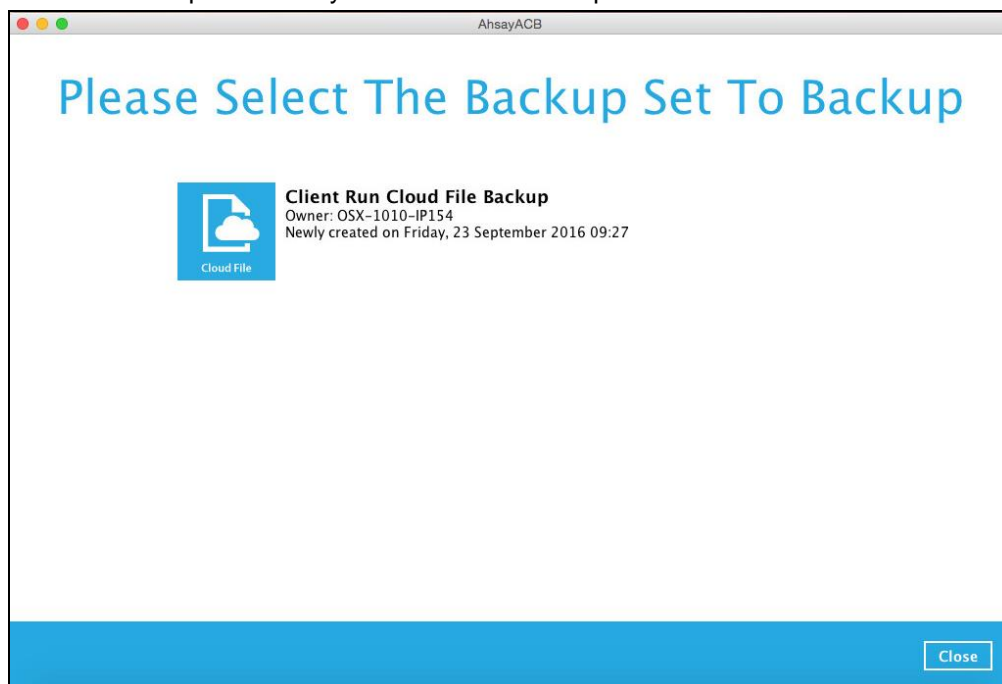 AhsayACB
Please Select The Backup Set To Backup
Client Run Cloud File Backup
Owner: OSX-1010-IP154
Newly created on Friday, 23 September 2016 09:27
Cloud File
Close